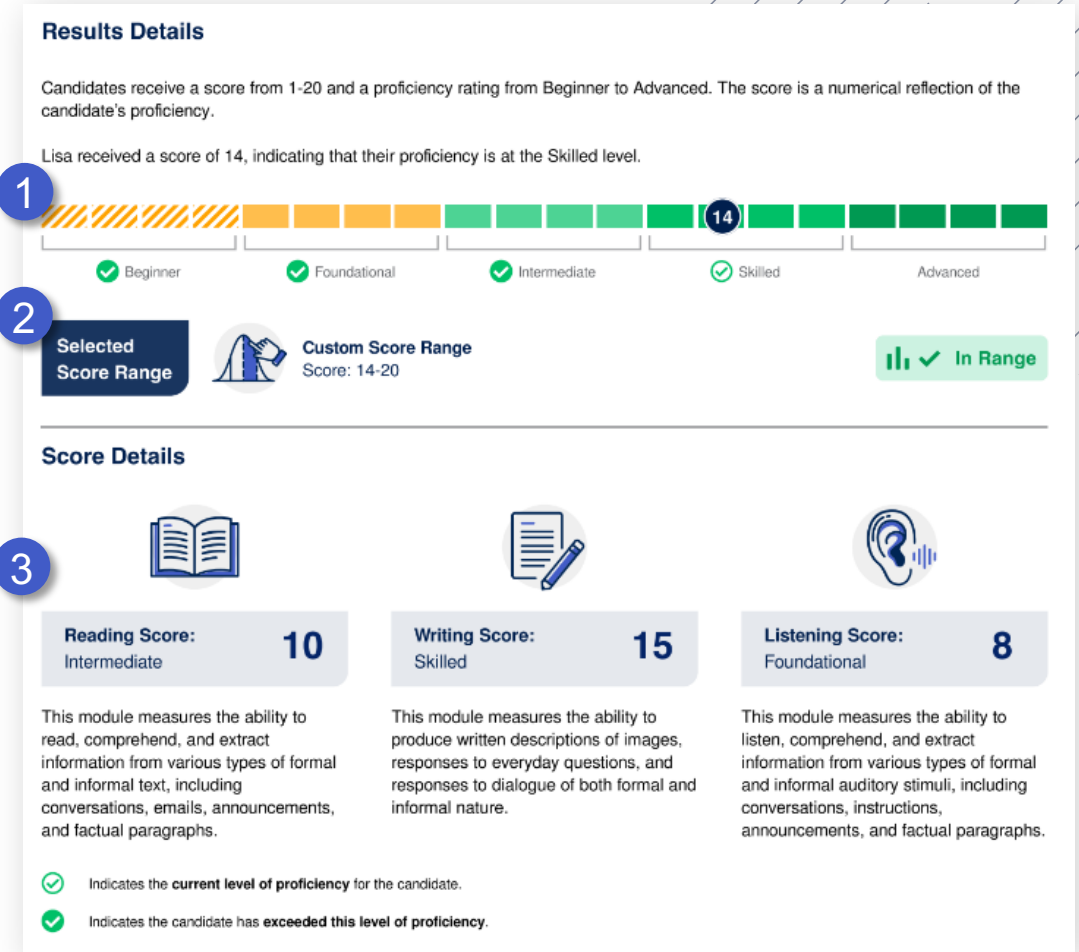 Results Details
Candidates receive a score from 1-20 and a proficiency rating from Beginner to Advanced. The score is a numerical reflection of the
candidate's proficiency.
Lisa received a score of 14, indicating that their proficiency is at the Skilled level.
1
14
Beginner
Foundational
Intermediate
Skilled
Advanced
2
Selected
Score Range
Custom Score Range
Score: 14-20
In Range
Score Details
3
Reading Score:
Intermediate
10
Writing Score:
Skilled
15
Listening Score:
Foundational
8
This module measures the ability to
read, comprehend, and extract
information from various types of formal
and informal text, including
conversations, emails, announcements,
and factual paragraphs.
This module measures the ability to
produce written descriptions of images,
responses to everyday questions, and
responses to dialogue of both formal and
informal nature.
This module measures the ability to
listen, comprehend, and extract
information from various types of formal
and informal auditory stimuli, including
conversations, instructions,
announcements, and factual paragraphs.
Indicates the current level of proficiency for the candidate.
Indicates the candidate has exceeded this level of proficiency.